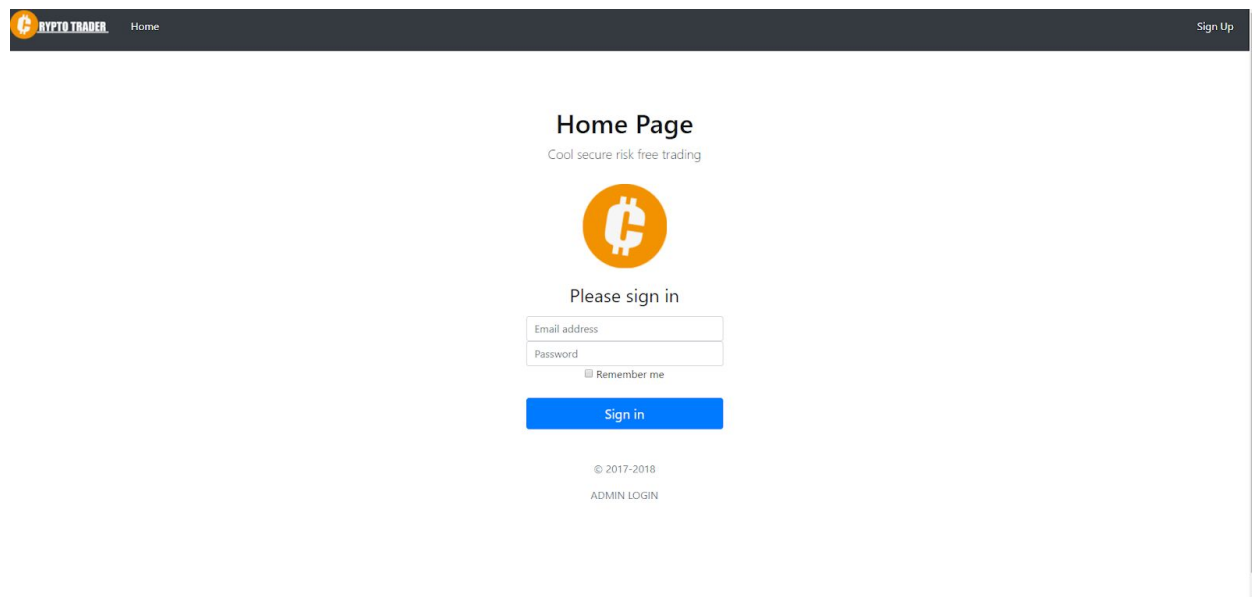 RYPTO TRADER Home Sign Up
Home Page
Cool secure risk free trading
Please sign in
Email address
Password
Remember me
Sign in
© 2017-2018
ADMIN LOGIN